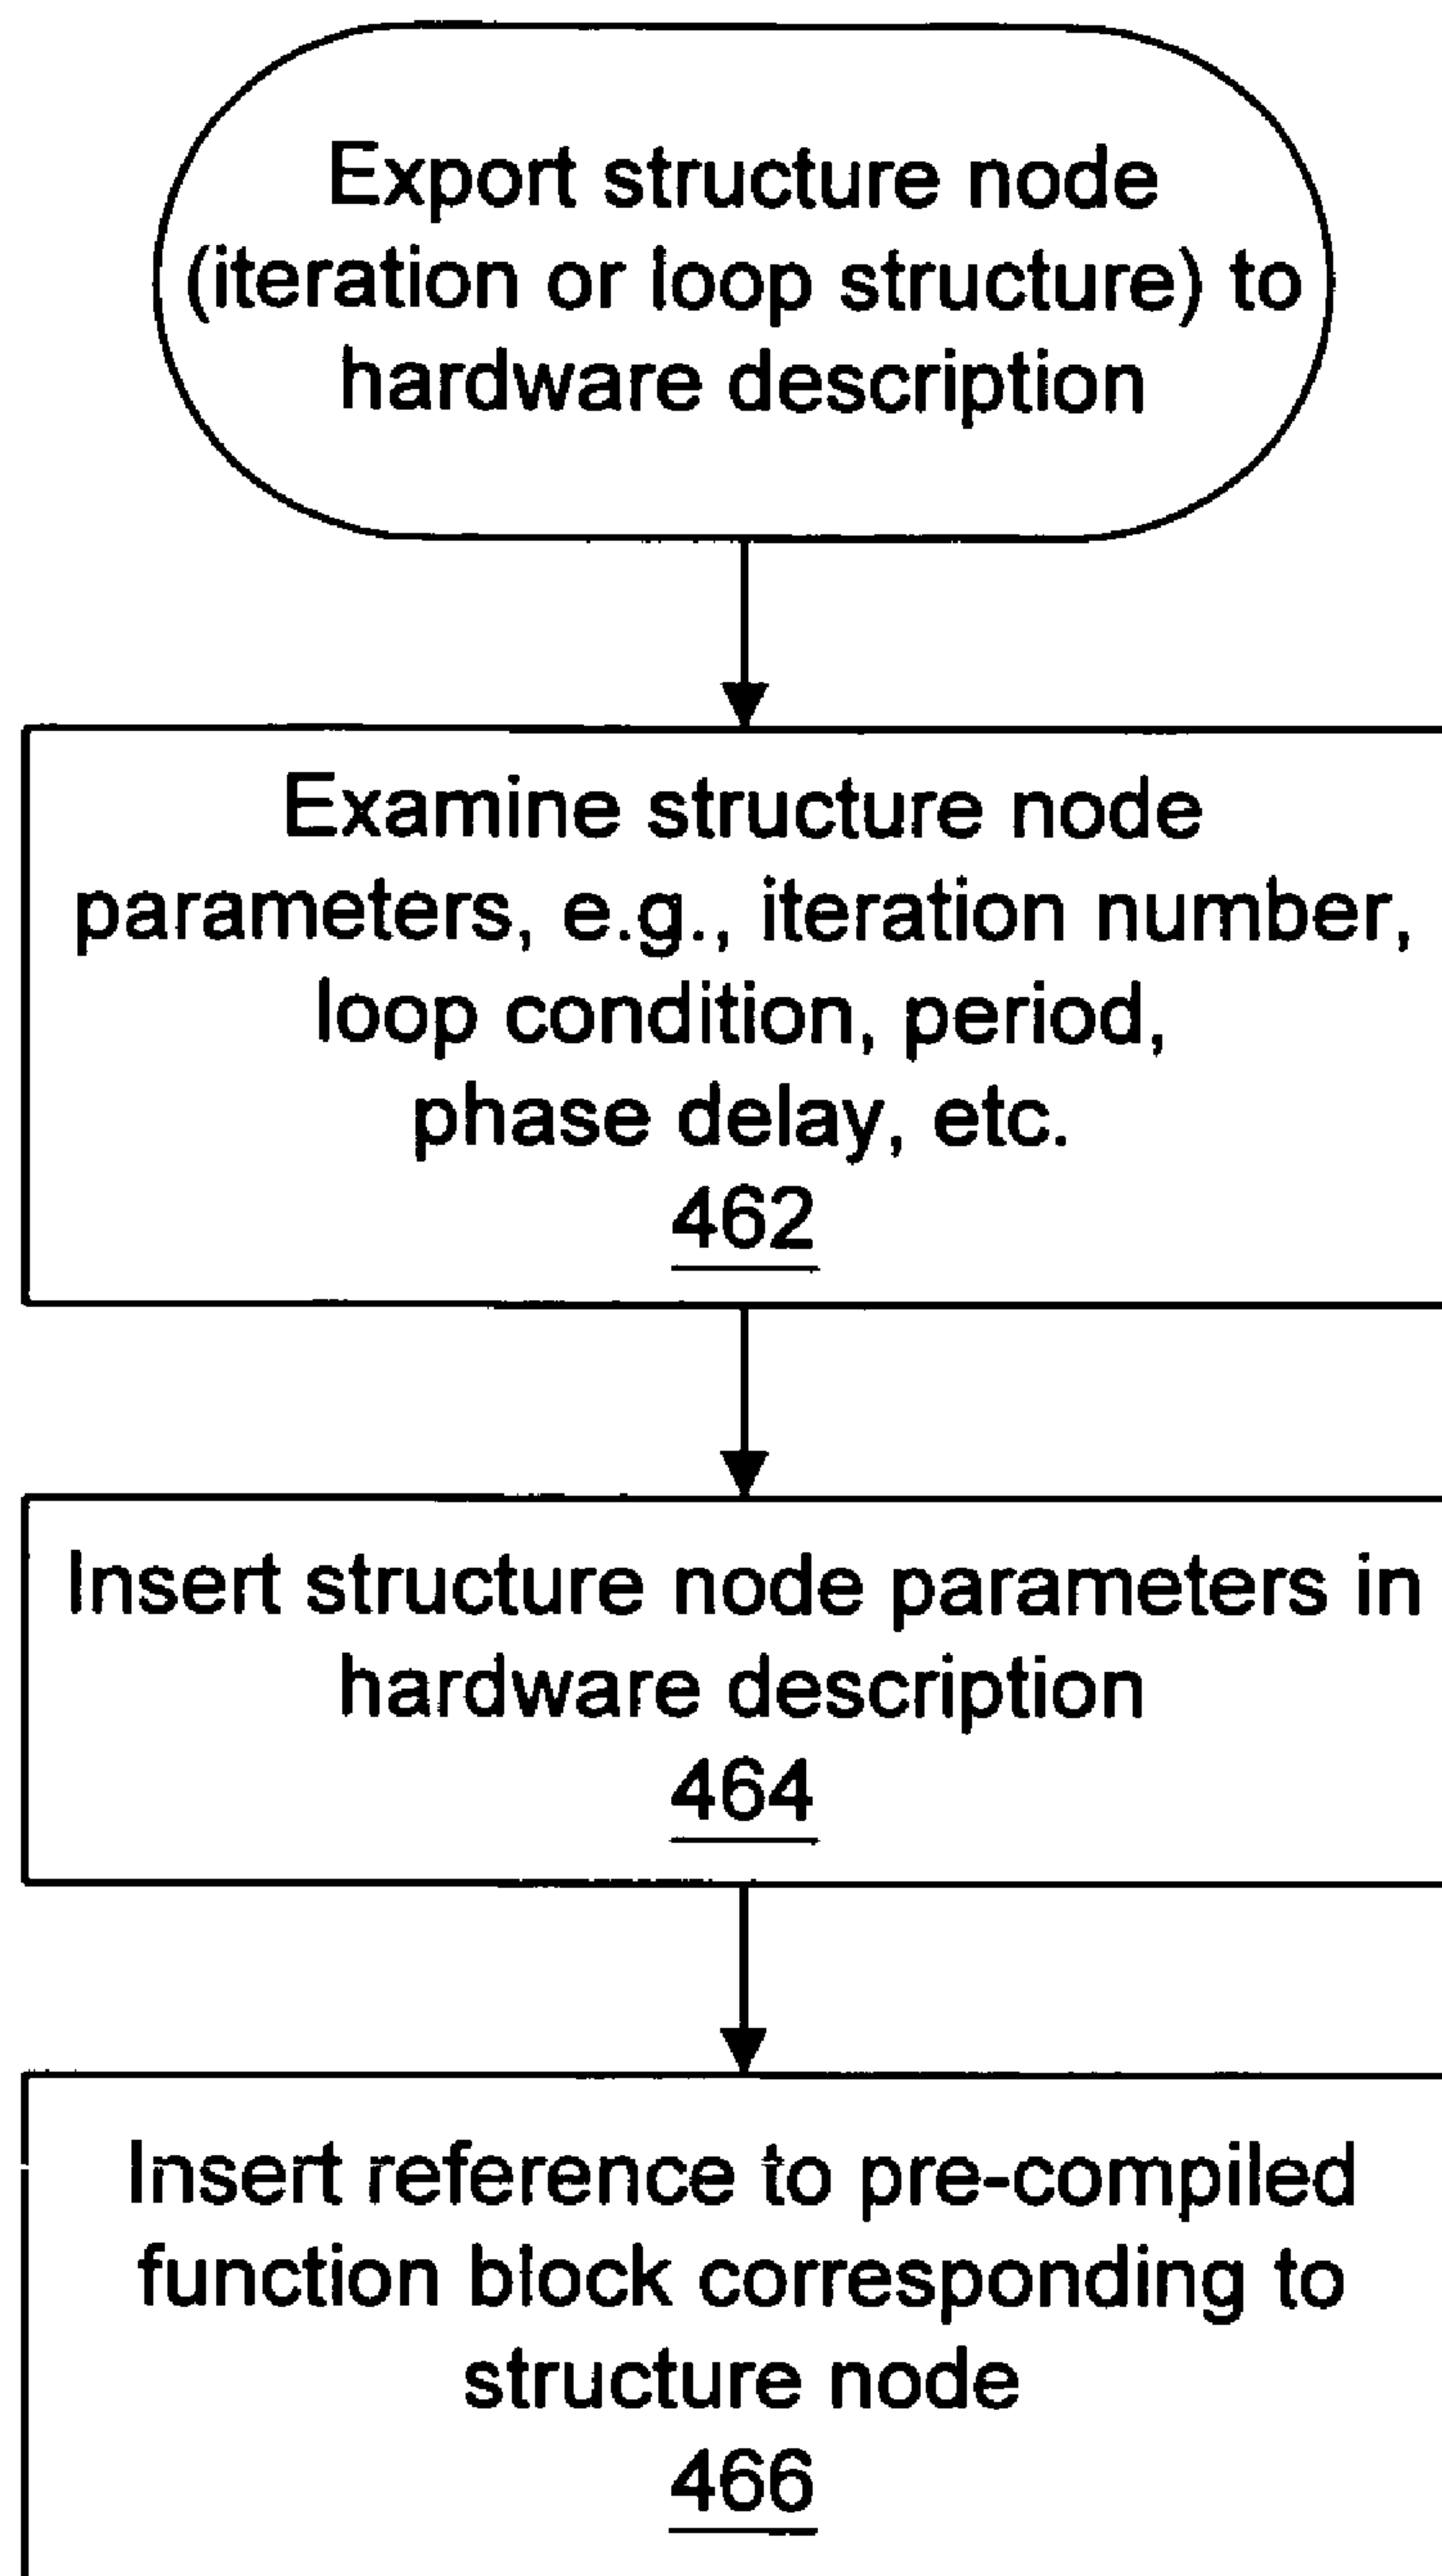 Export structure node
(iteration or loop structure) to
hardware description
Examine structure node
parameters, e.g., iteration number,
loop condition, period,
phase delay, etc.
462
Insert structure node parameters in
hardware description
464
Insert reference to pre-compiled
function block corresponding to
structure node
466